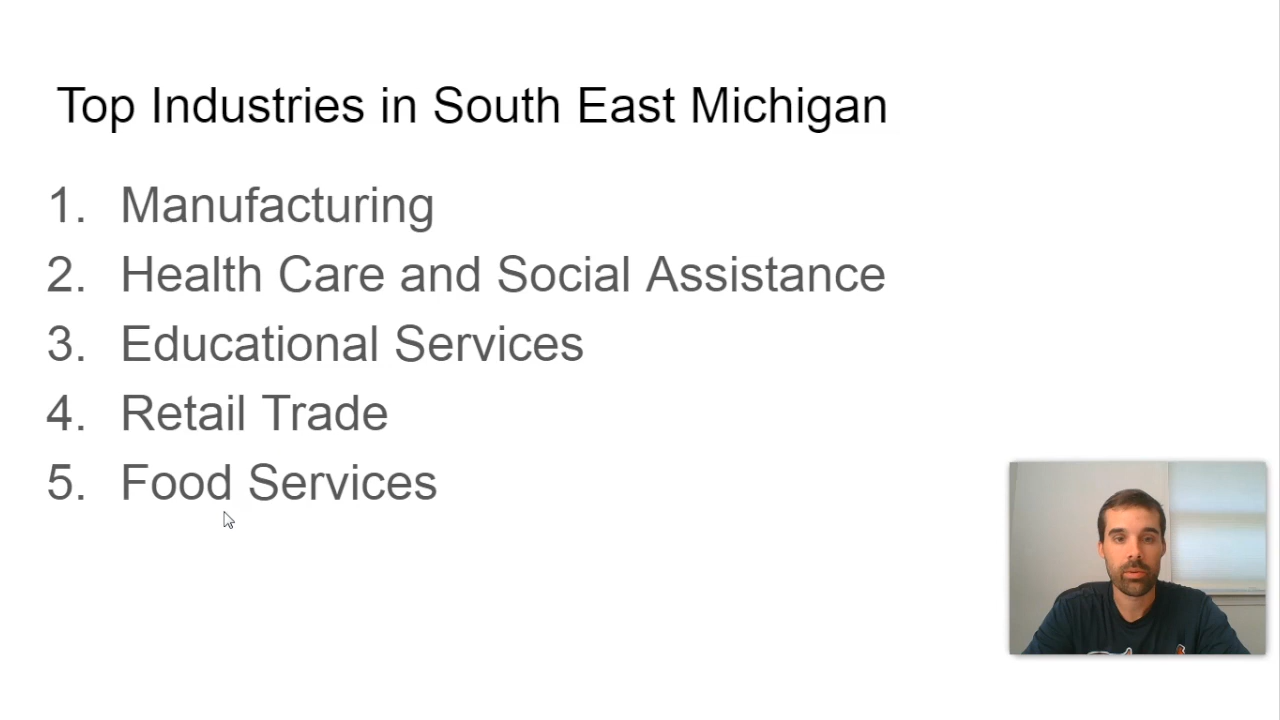 Top Industries in South East Michigan
1. Manufacturing
2. Health Care and Social Assistance
3. Educational Services
4. Retail Trade
5. Food Services